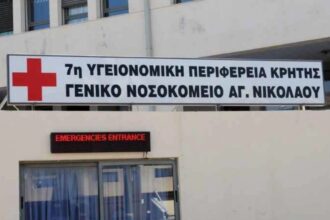 7η ΥΓΕΙΟΝΟΜΙΚΗ ΠΕΡΙΦΕΡΕΙΑ ΚΡΗΤΗΣ
ΓΕΝΙΚΟ ΝΟΣΟΚΟΜΕΙΟ ΑΓ. ΝΙΚΟΛΑΟΥ
EMERGENCIES ENTRANCE